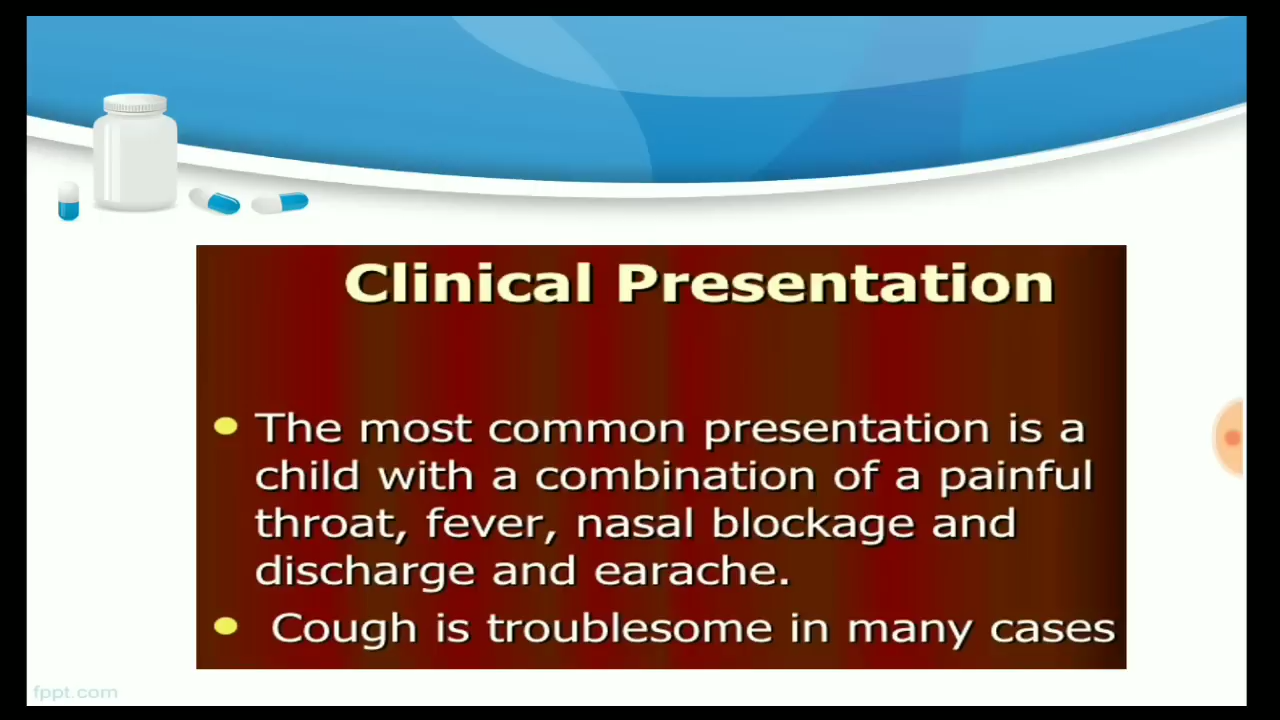 Clinical Presentation
The most common presentation is a
child with a combination of a painful
throat, fever, nasal blockage and
discharge and earache.
Cough is troublesome in many cases
fppt.com